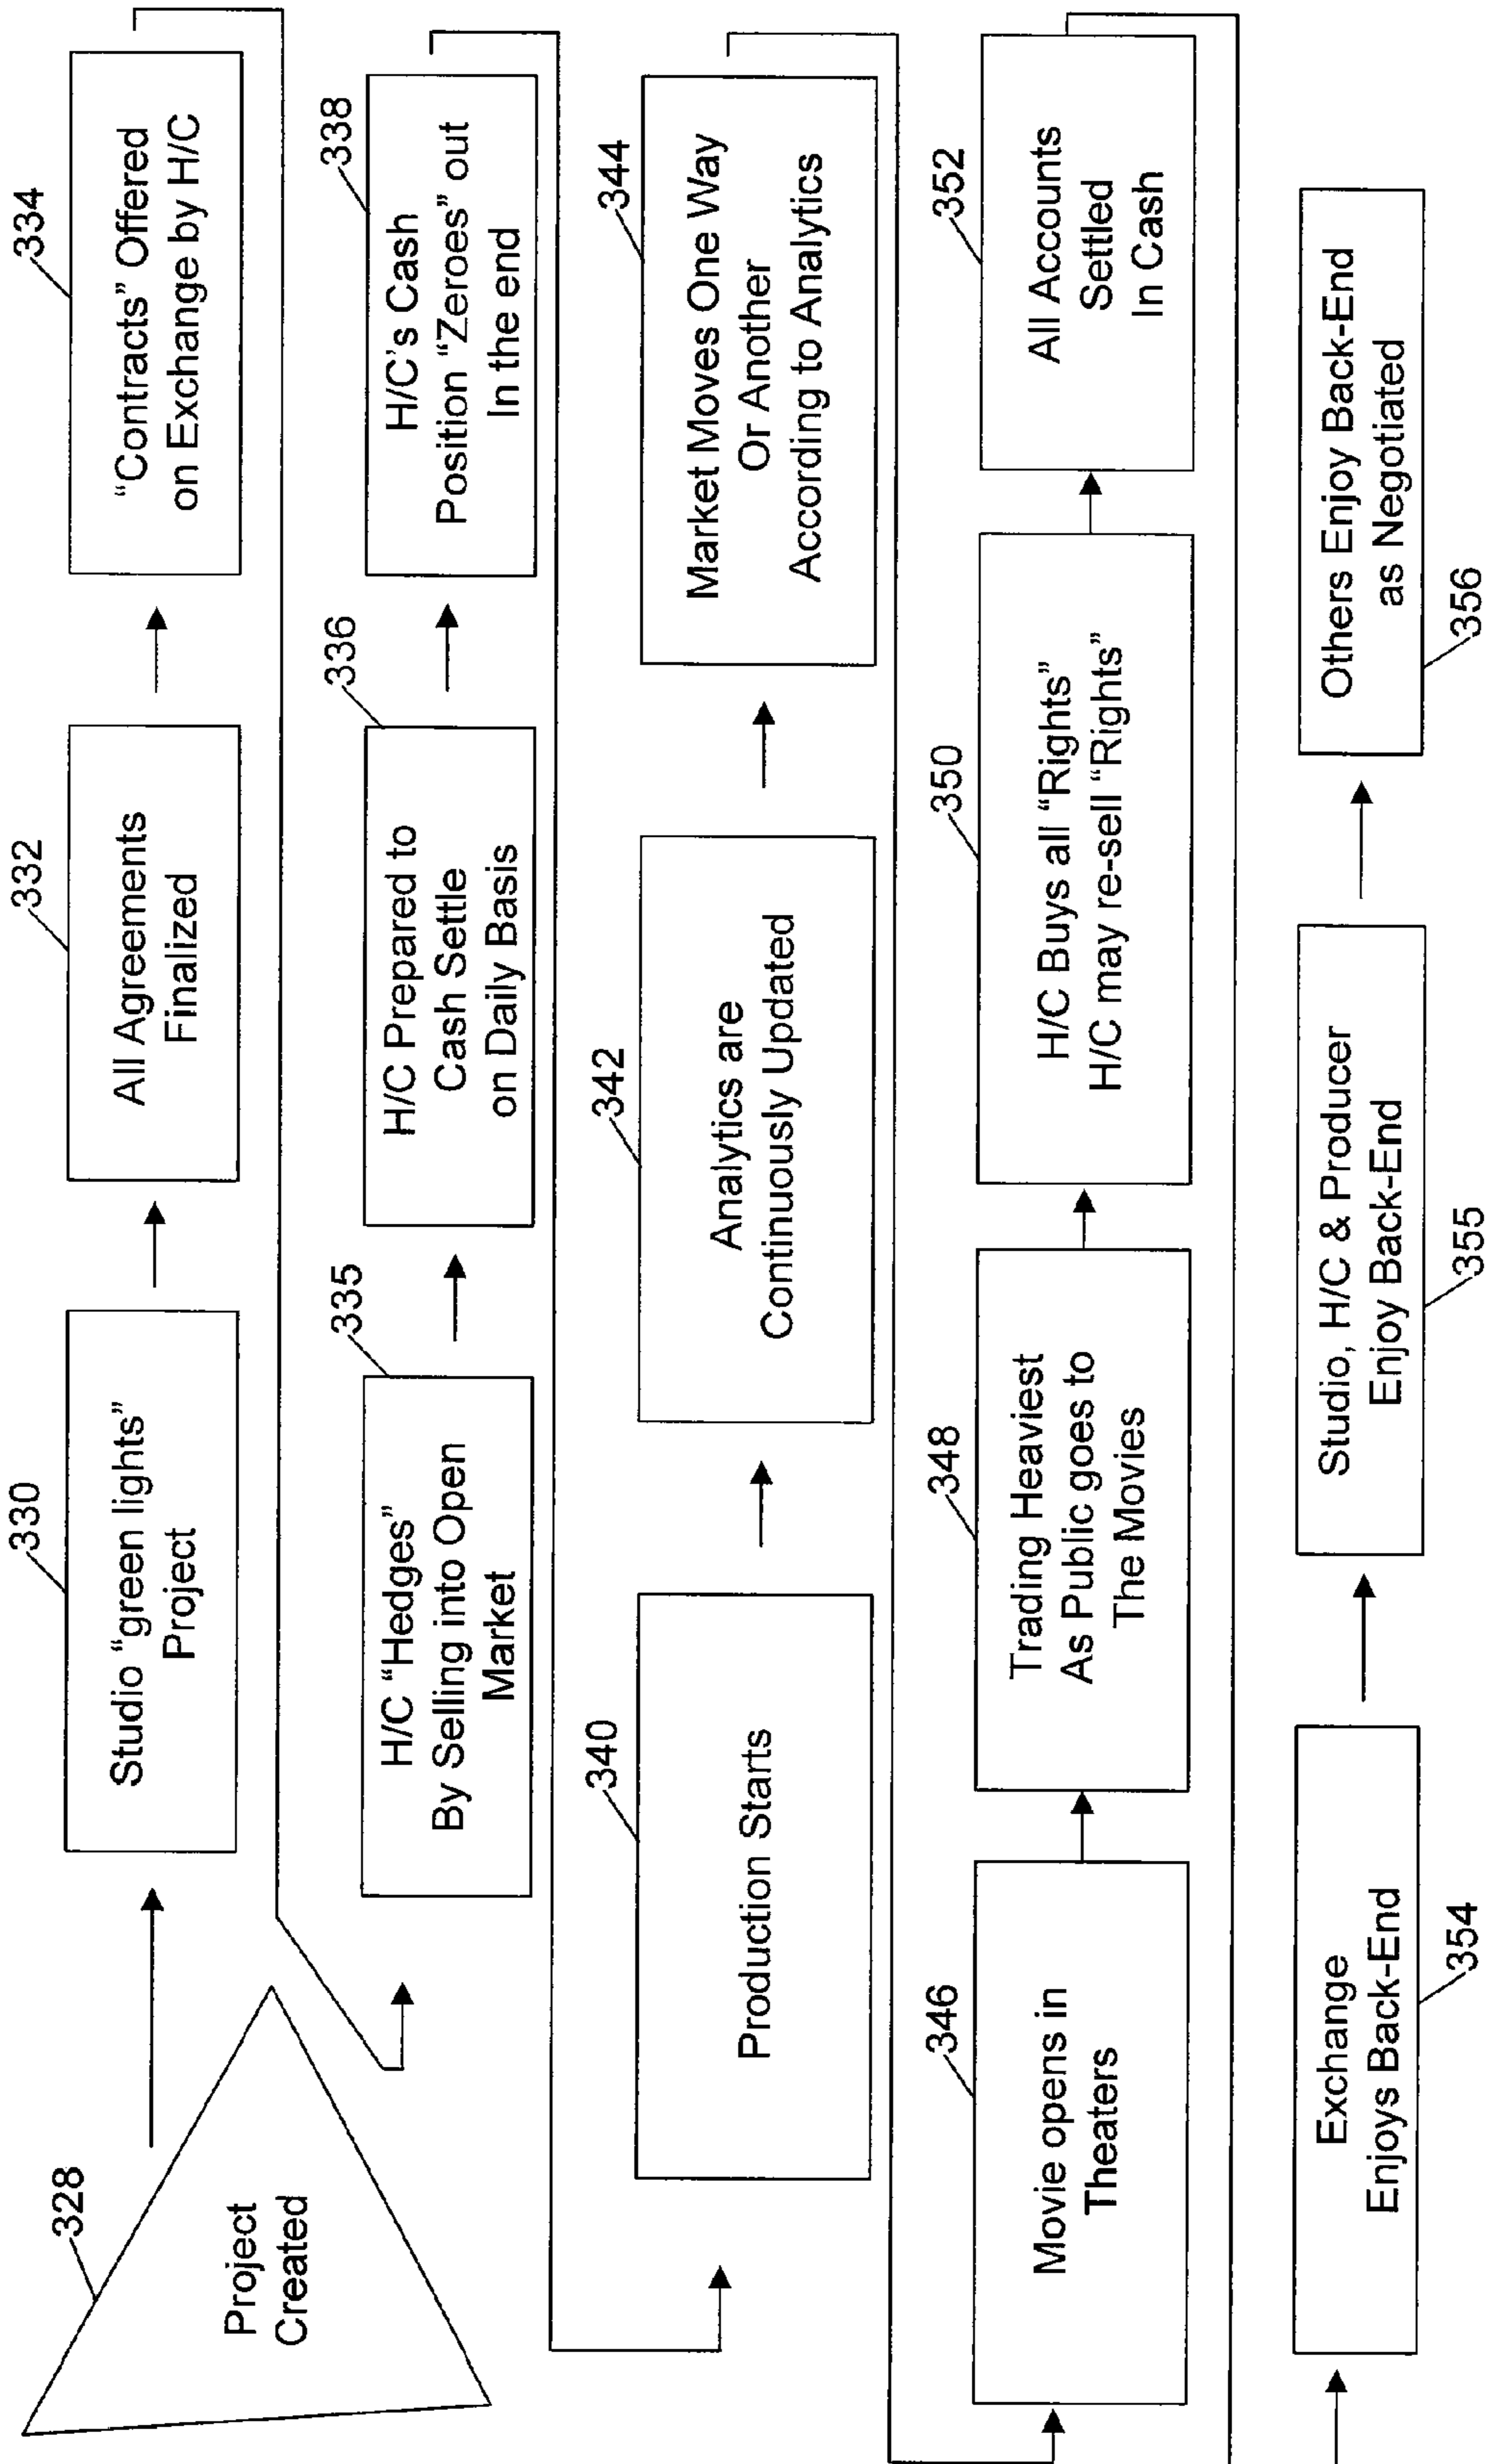 328
Project
Created
330
Studio “green lights”
Project
332
All Agreements
Finalized
334
“Contracts” Offered
on Exchange by H/C
335
H/C “Hedges”
By Selling into Open
Market
336
H/C Prepared to
Cash Settle
on Daily Basis
338
H/C’s Cash
Position “Zeroes” out
In the end
340
Production Starts
342
Analytics are
Continuously Updated
344
Market Moves One Way
Or Another
According to Analytics
346
Movie opens in
Theaters
348
Trading Heaviest
As Public goes to
The Movies
350
H/C Buys all “Rights”
H/C may re-sell “Rights”
352
All Accounts
Settled
In Cash
Exchange
Enjoys Back-End
354
Studio, H/C & Producer
Enjoy Back-End
355
Others Enjoy Back-End
as Negotiated
356